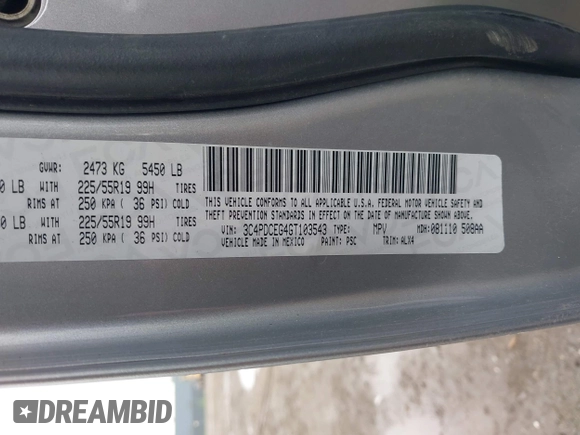 GVWR: 2473 KG 5450 LB
LB WITH 225/55R19 99H TIRES
RIMS AT 250 KPA ( 36 PSI) COLD
LB WITH 225/55R19 99H TIRES
RIMS AT 250 KPA ( 36 PSI) COLD
THIS VEHICLE CONFORMS TO ALL APPLICABLE U.S.A. FEDERAL MOTOR VEHICLE SAFETY AND
THEFT PREVENTION STANDARDS IN EFFECT ON THE DATE OF MANUFACTURE SHOWN ABOVE.
VIN: 3C4PDCEG4GT103543 TYPE: MPV MDH: 081110 508AA
VEHICLE MADE IN MEXICO PAINT: PSC TRIM: ALX4
DREAMBID